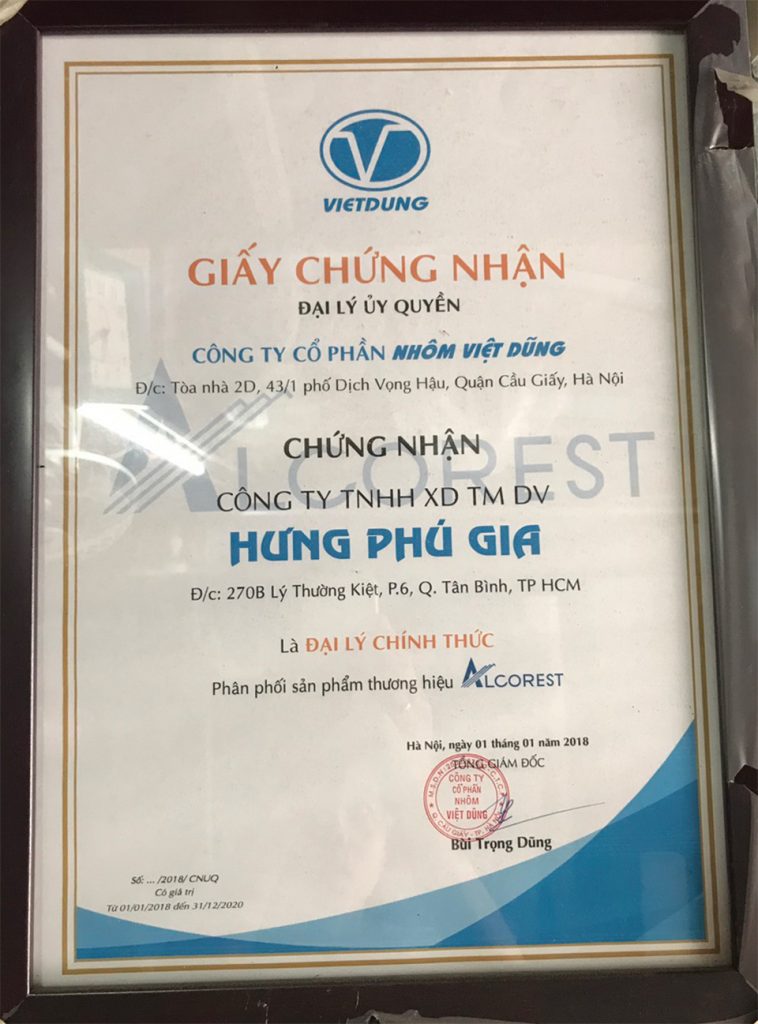 VIETDUNG
GIẤY CHỨNG NHẬN
ĐẠI LÝ ỦY QUYỀN
CÔNG TY CỔ PHẦN NHÔM VIỆT DŨNG
Đ/c: Tòa nhà 2D, 43/1 phố Dịch Vọng Hậu, Quận Cầu Giấy, Hà Nội
ALCOREST
CHỨNG NHẬN
CÔNG TY TNHH XD TM DV
HƯNG PHÚ GIA
Đ/c: 270B Lý Thường Kiệt, P.6, Q. Tân Bình, TP HCM
Là ĐẠI LÝ CHÍNH THỨC
Phân phối sản phẩm thương hiệu ALCOREST
Hà Nội, ngày 01 tháng 01 năm 2018
TỔNG GIÁM ĐỐC
CÔNG TY
CỔ PHẦN
NHÔM
VIỆT DŨNG
Q. CẦU GIẤY - TP. HÀ NỘI
Bùi Trọng Dũng
Số: ... /2018/ CNUQ
Có giá trị
Từ 01/01/2018 đến 31/12/2020